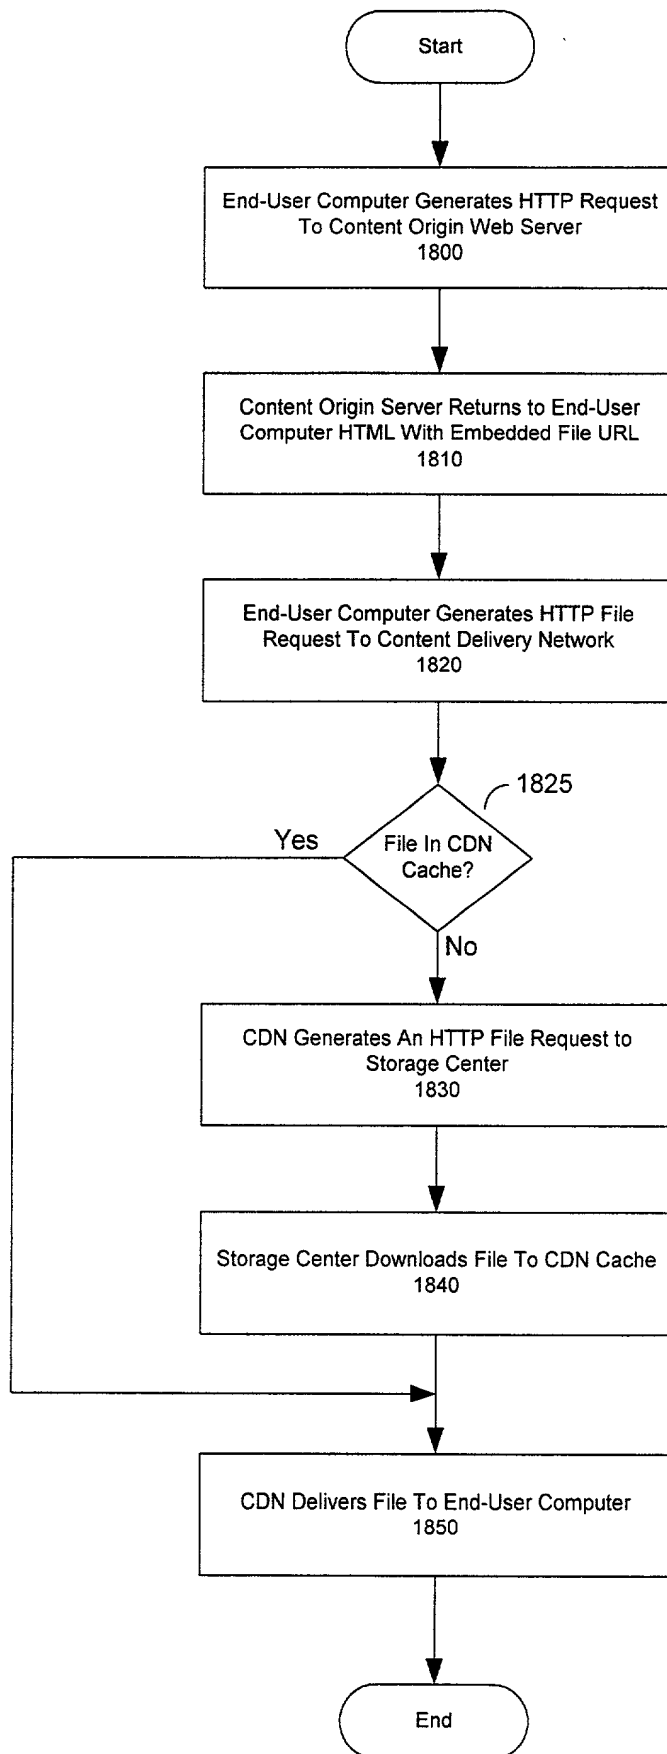 Start
End-User Computer Generates HTTP Request
To Content Origin Web Server
1800
Content Origin Server Returns to End-User
Computer HTML With Embedded File URL
1810
End-User Computer Generates HTTP File
Request To Content Delivery Network
1820
1825
Yes
File In CDN
Cache?
No
CDN Generates An HTTP File Request to
Storage Center
1830
Storage Center Downloads File To CDN Cache
1840
CDN Delivers File To End-User Computer
1850
End